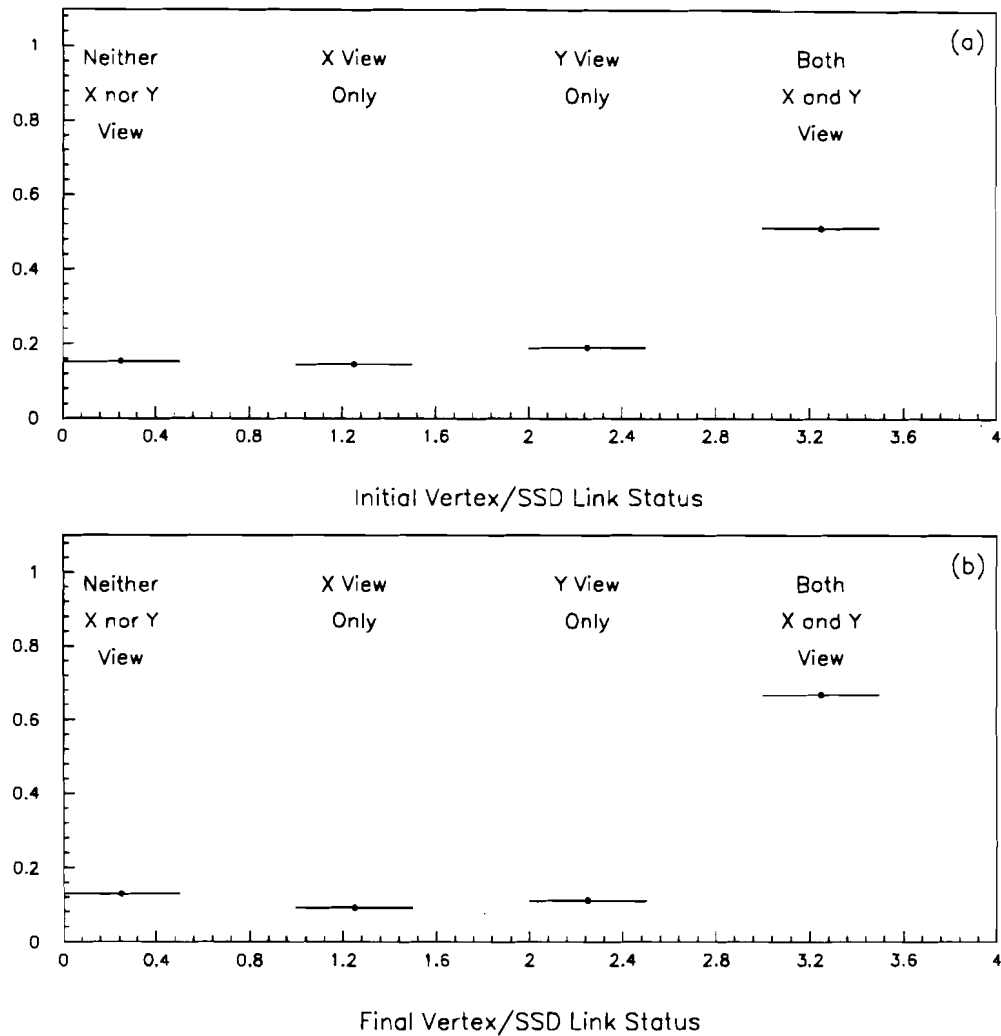 (a)
Neither X View Y View Both
X nor Y Only Only X and Y
View View
1
0.8
0.6
0.4
0.2
0
0 0.4 0.8 1.2 1.6 2 2.4 2.8 3.2 3.6 4
Initial Vertex/SSD Link Status
(b)
Neither X View Y View Both
X nor Y Only Only X and Y
View View
1
0.8
0.6
0.4
0.2
0
0 0.4 0.8 1.2 1.6 2 2.4 2.8 3.2 3.6 4
Final Vertex/SSD Link Status